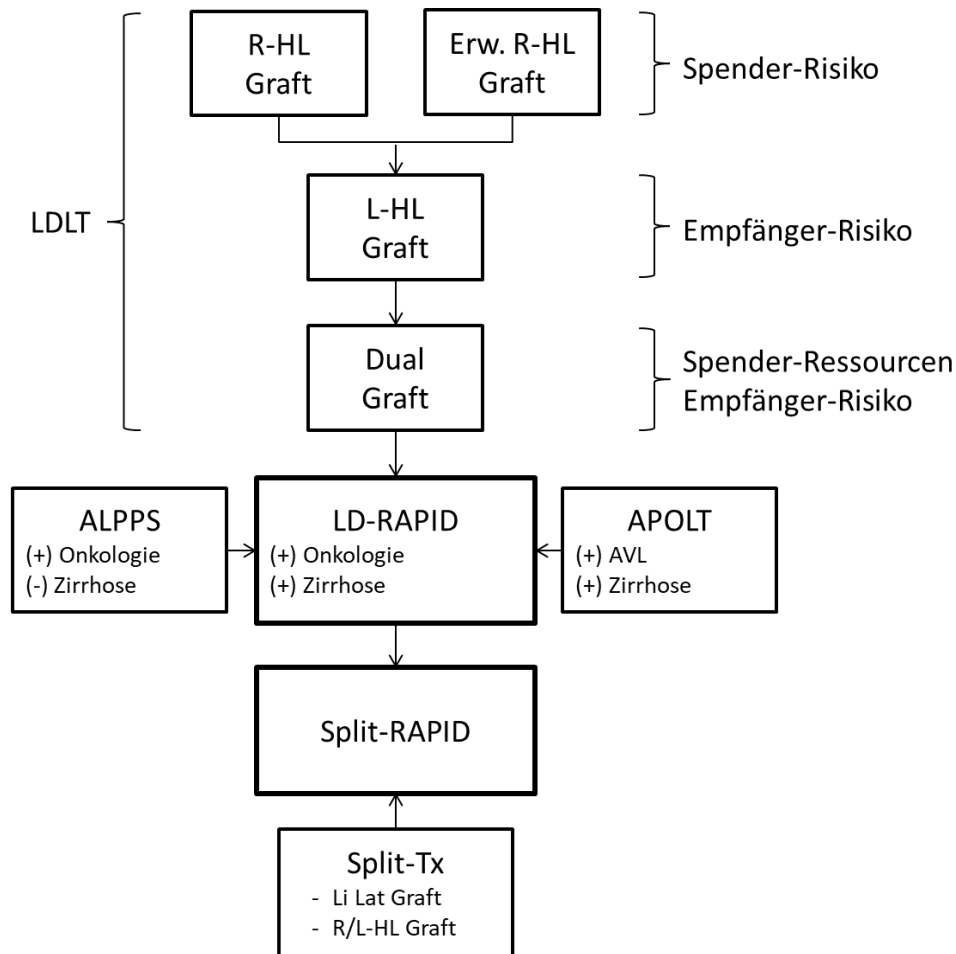 R-HL
Graft
Erw. R-HL
Graft
Spender-Risiko
LDLT
L-HL
Graft
Empfänger-Risiko
Dual
Graft
Spender-Ressourcen
Empfänger-Risiko
ALPPS
(+) Onkologie
(-) Zirrhose
LD-RAPID
(+) Onkologie
(+) Zirrhose
APOLT
(+) AVL
(+) Zirrhose
Split-RAPID
Split-Tx
- Li Lat Graft
- R/L-HL Graft